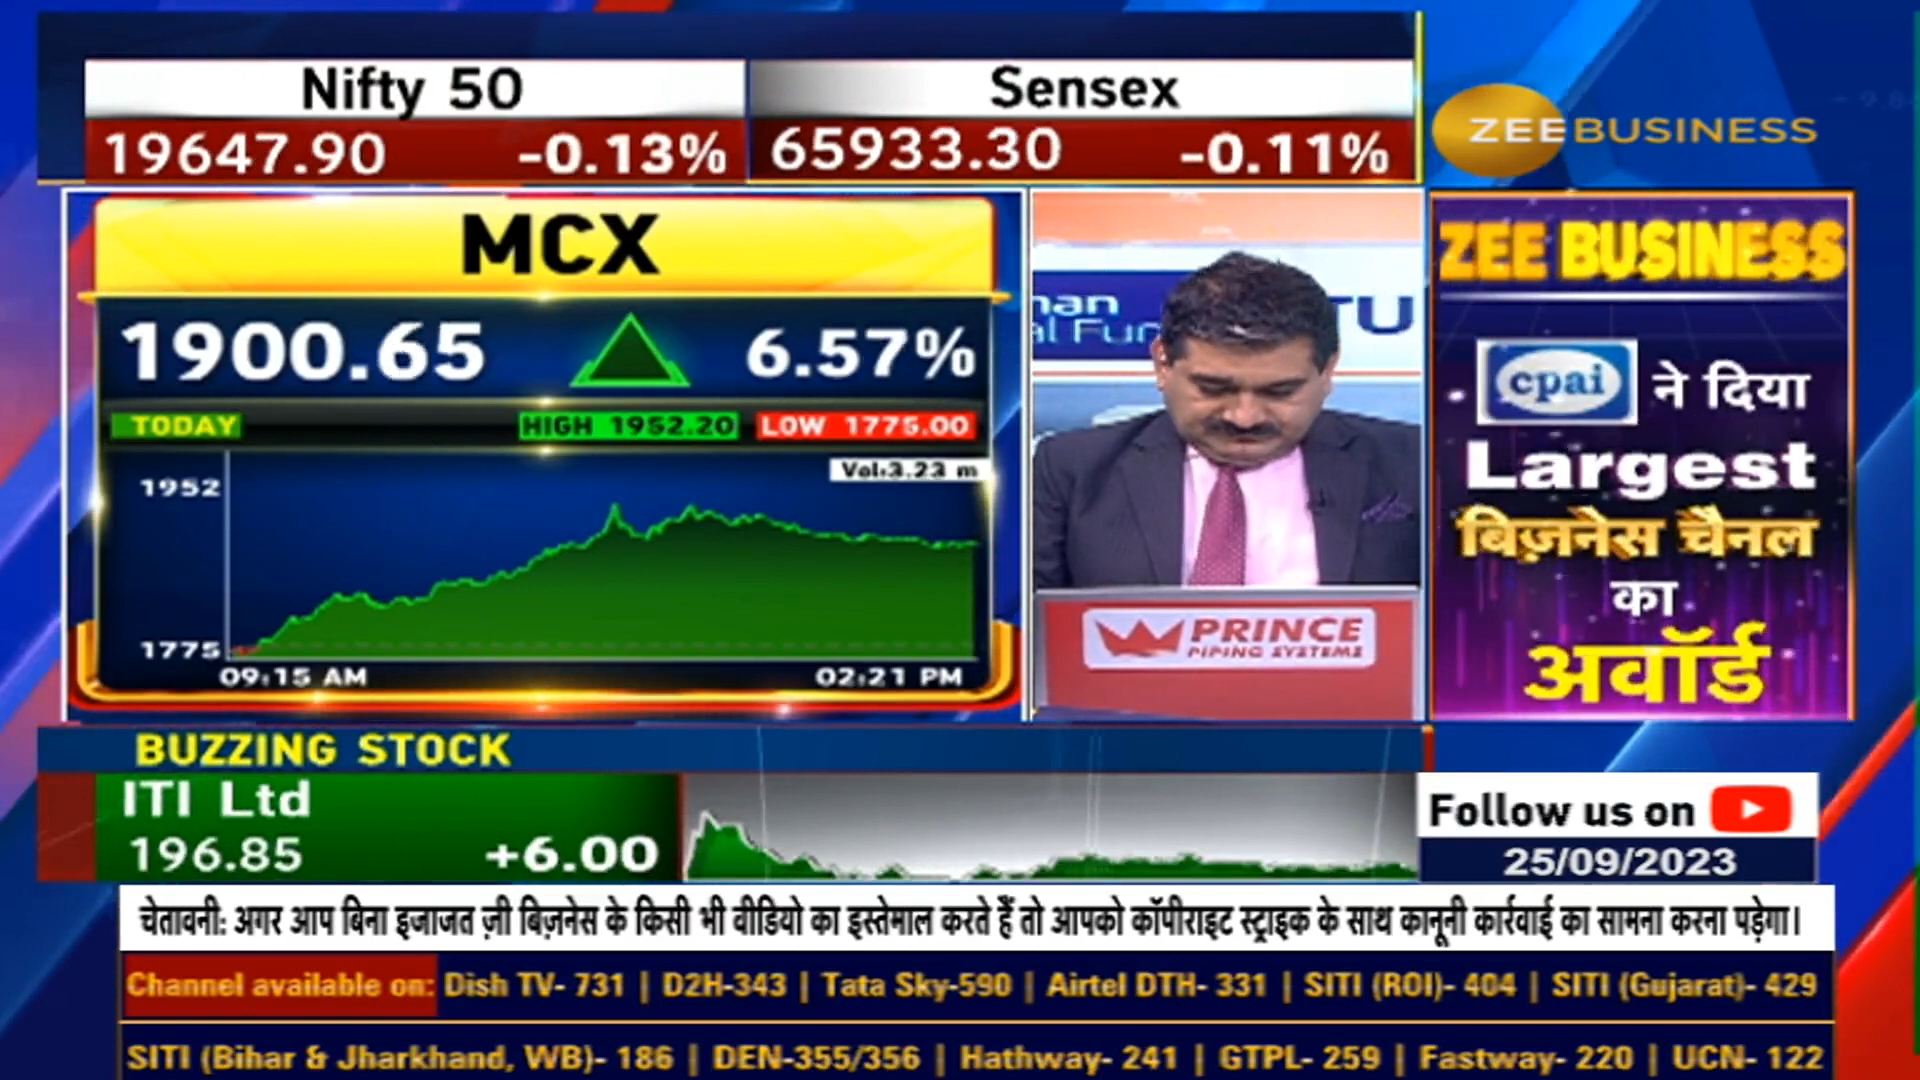 Nifty 50
19647.90 -0.13%
Sensex
65933.30 -0.11%
ZEEBUSINESS
MCX
1900.65 6.57%
TODAY HIGH 1952.20 LOW 1775.00
Vol:3.23 m
1952
1775
09:15 AM 02:21 PM
TU
PRINCE
PIPING SYSTEMS
ZEE BUSINESS
cpai ने दिया
Largest
बिज़नेस चैनल
का
अवॉर्ड
BUZZING STOCK
ITI Ltd
196.85 +6.00
Follow us on
25/09/2023
चेतावनी: अगर आप बिना इजाजत ज़ी बिज़नेस के किसी भी वीडियो का इस्तेमाल करते हैं तो आपको कॉपीराइट स्ट्राइक के साथ कानूनी कार्रवाई का सामना करना पड़ेगा।
Channel available on: Dish TV- 731 | D2H-343 | Tata Sky-590 | Airtel DTH- 331 | SITI (ROI)- 404 | SITI (Gujarat)- 429
SITI (Bihar & Jharkhand, WB)- 186 | DEN-355/356 | Hathway- 241 | GTPL- 259 | Fastway- 220 | UCN- 122